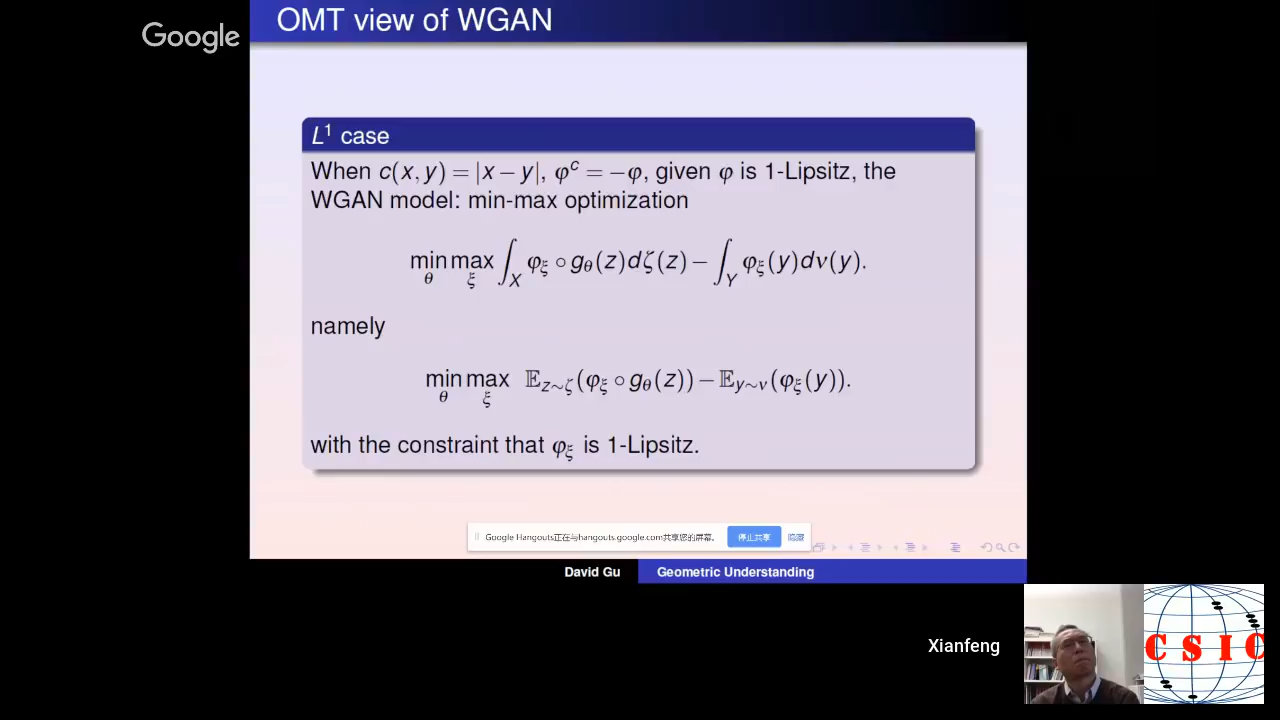 Google
OMT view of WGAN
L¹ case
When c(x, y) = |x − y|, φᶜ = −φ, given φ is 1-Lipsitz, the
WGAN model: min-max optimization
min_θ max_ξ ∫_X φ_ξ ∘ g_θ(z)dζ(z) − ∫_Y φ_ξ(y)dν(y).
namely
min_θ max_ξ 𝔼_{z∼ζ}(φ_ξ ∘ g_θ(z)) − 𝔼_{y∼ν}(φ_ξ(y)).
with the constraint that φ_ξ is 1-Lipsitz.
Google Hangouts正在与hangouts.google.com共享您的屏幕。 停止共享 隐藏
David Gu Geometric Understanding
Xianfeng
CSIC